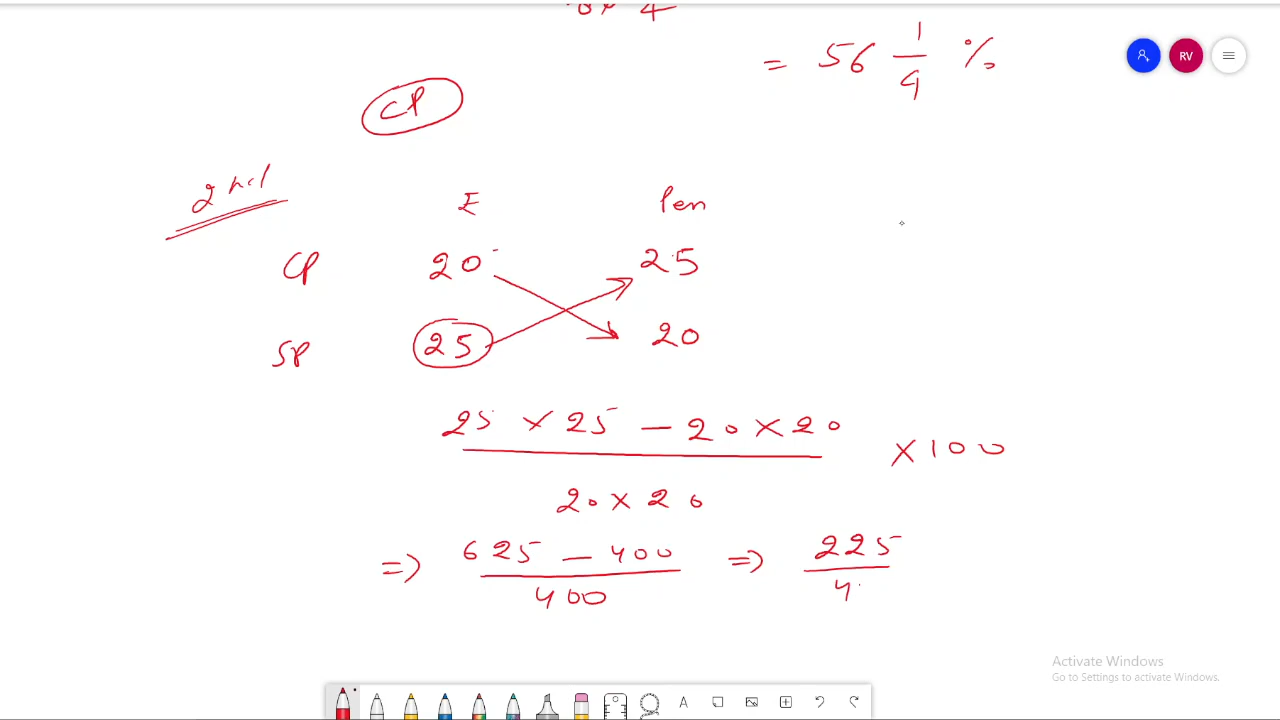 = 56 1/4 %
RV
CP
2nd
E Pen
CP 20 25
SP 25 20
25 × 25 − 20 × 20 × 100
20 × 20
=> 625 − 400 => 225
400 4
Activate Windows
Go to Settings to activate Windows.
A